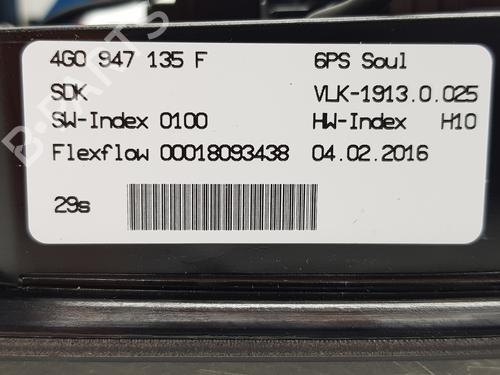 4G0 947 135 F 6PS Soul
SDK VLK-1913.0.025
SW-Index 0100 HW-Index H10
Flexflow 00018093438 04.02.2016
29s
B-PARTS